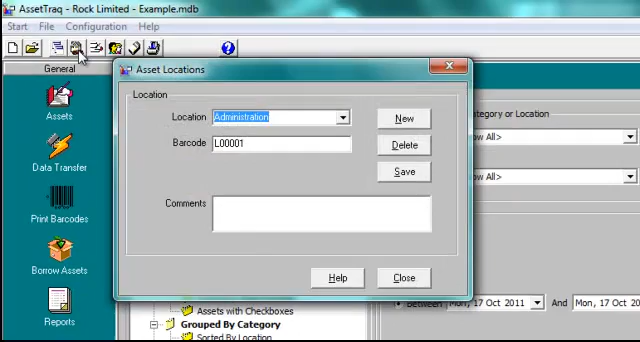 AssetTraq - Rock Limited - Example.mdb
Start File Configuration Help
General
Assets
Data Transfer
Print Barcodes
Borrow Assets
Reports
Asset Locations
Location
Location Administration
New
Barcode L00001
Delete
Save
Comments
Help
Close
ategory or Location
ow All>
ow All>
Between Mon, 17 Oct 2011 And Mon, 17 Oct 20
Assets with Checkboxes
Grouped By Category
Sorted By Location